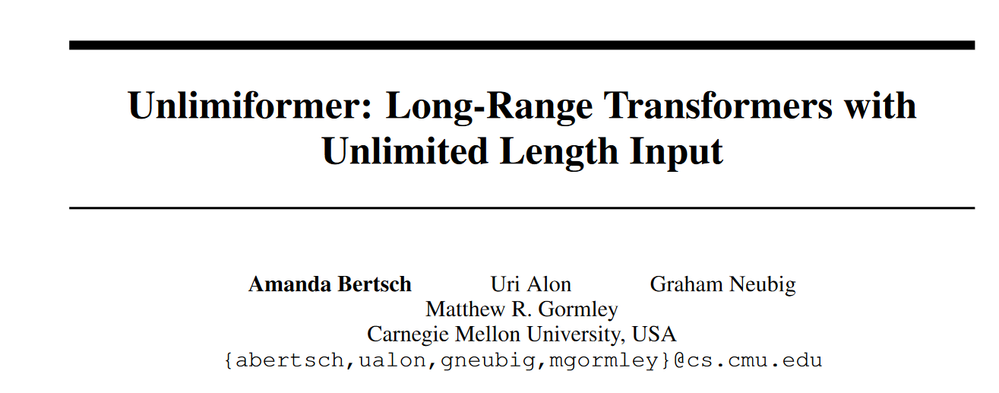 Unlimiformer: Long-Range Transformers with
Unlimited Length Input
Amanda Bertsch Uri Alon Graham Neubig
Matthew R. Gormley
Carnegie Mellon University, USA
{abertsch,ualon,gneubig,mgormley}@cs.cmu.edu